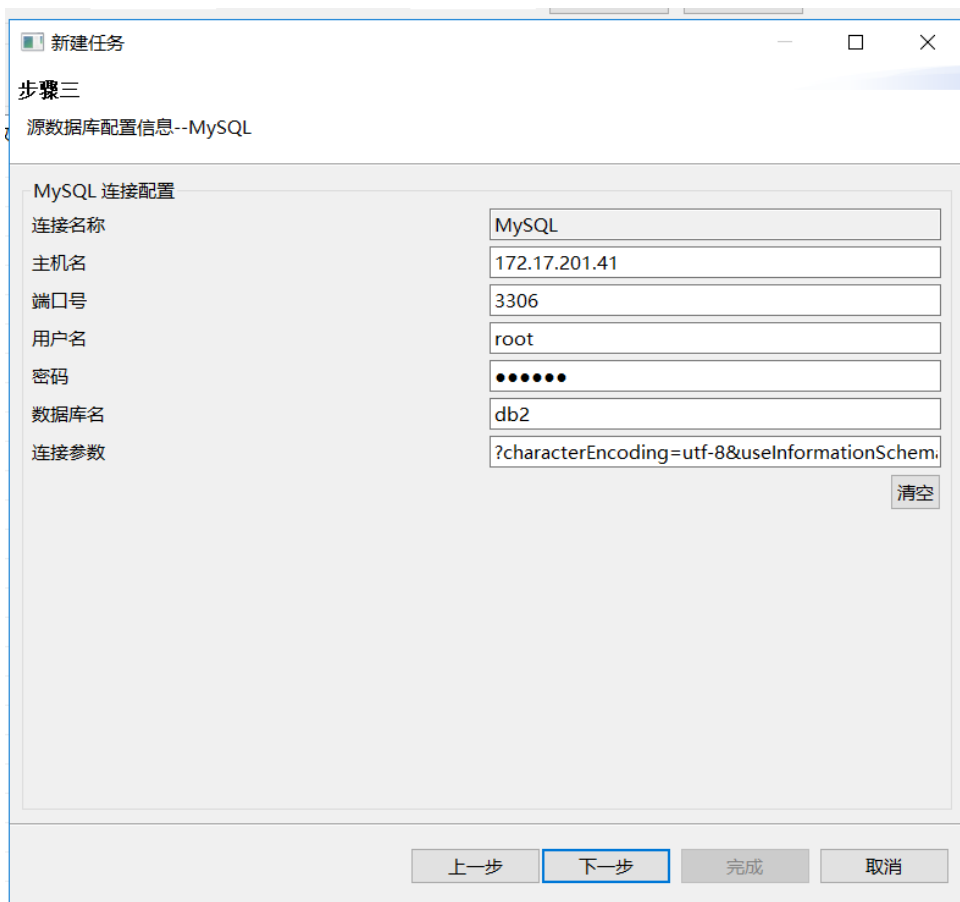 新建任务
步骤三
源数据库配置信息--MySQL
MySQL 连接配置
连接名称 MySQL
主机名 172.17.201.41
端口号 3306
用户名 root
密码 ●●●●●●
数据库名 db2
连接参数 ?characterEncoding=utf-8&useInformationSchem
清空
上一步 下一步 完成 取消